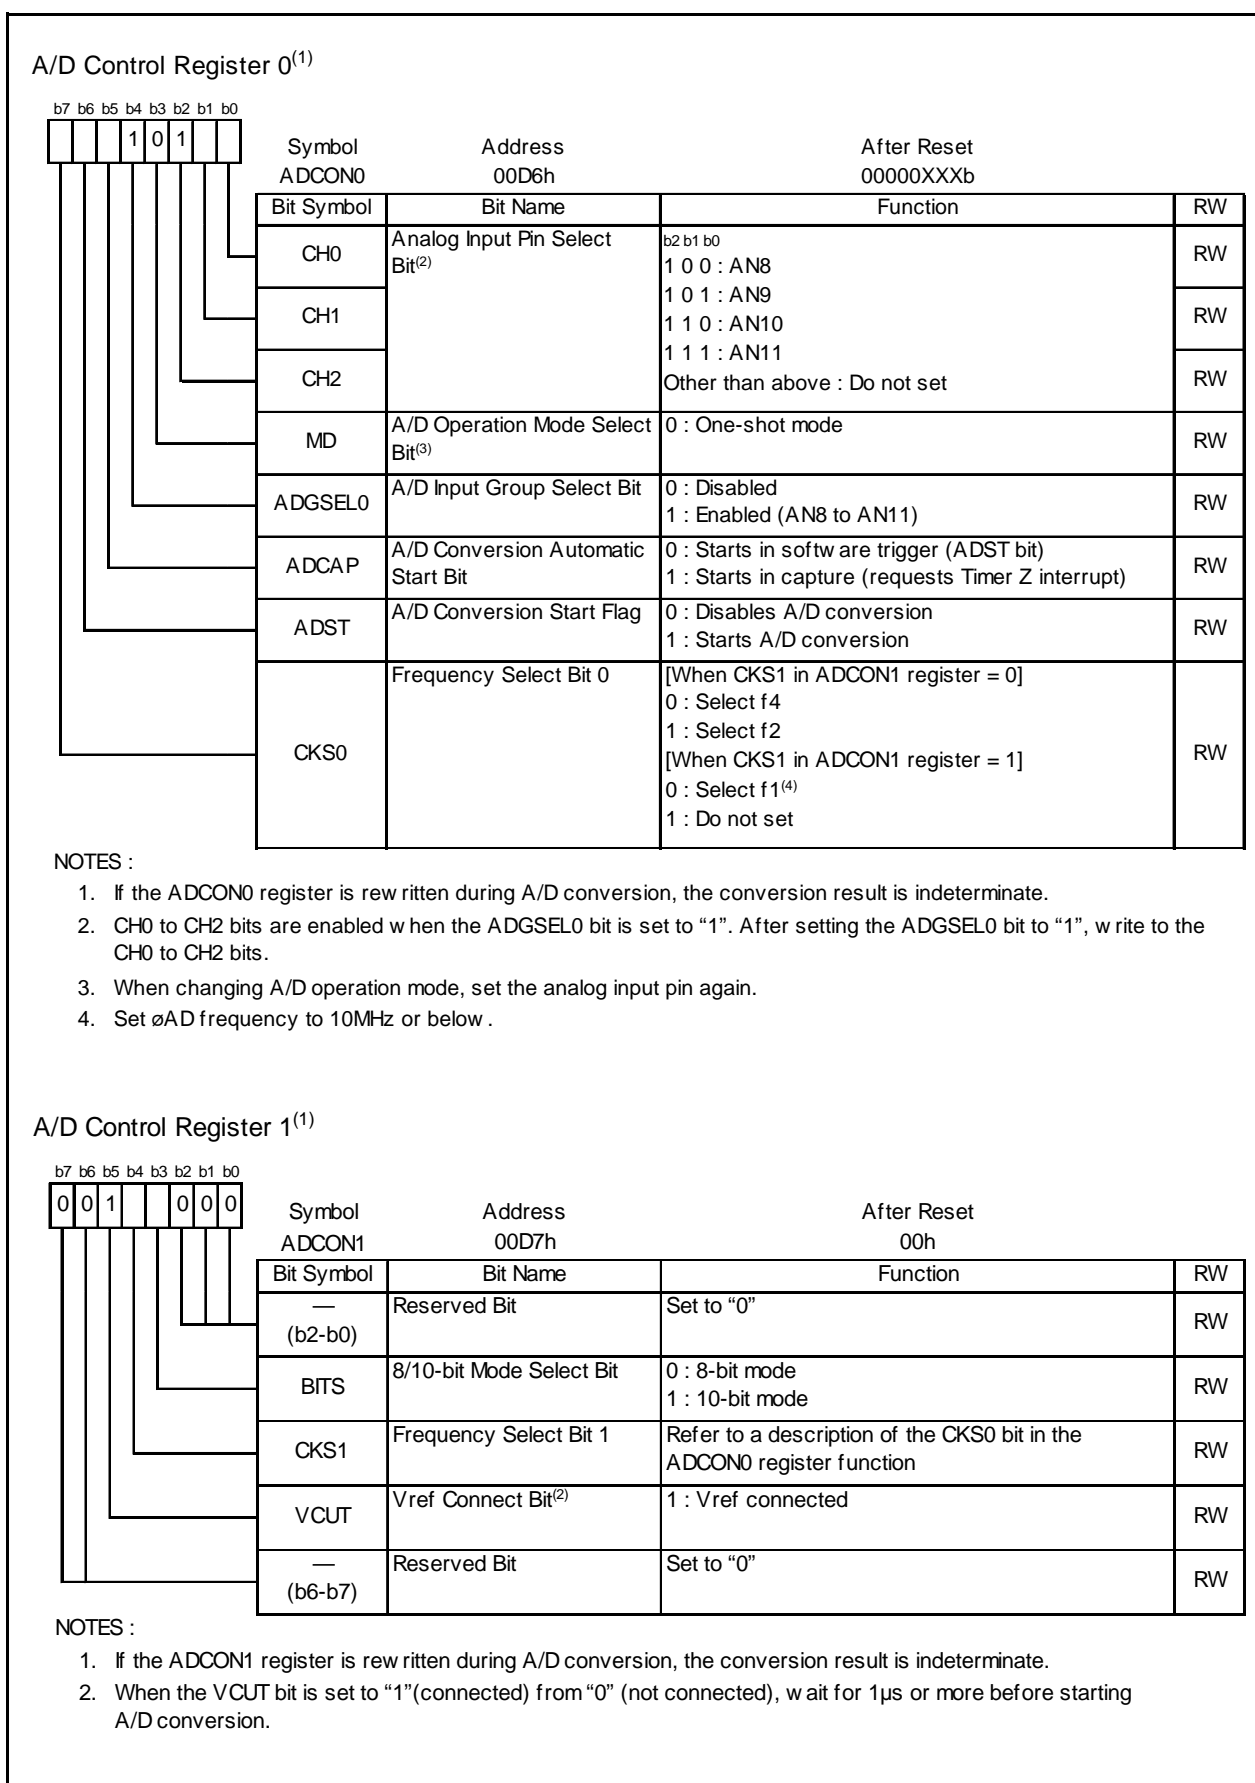 A/D Control Register 0(1)
b7 b6 b5 b4 b3 b2 b1 b0
1 0 1
Symbol Address After Reset
ADCON0 00D6h 00000XXXb
Bit Symbol Bit Name Function RW
CH0 Analog Input Pin Select Bit(2) b2 b1 b0 RW
1 0 0 : AN8
1 0 1 : AN9
CH1 RW
1 1 0 : AN10
1 1 1 : AN11
CH2 RW
Other than above : Do not set
MD A/D Operation Mode Select Bit(3) 0 : One-shot mode RW
ADGSEL0 A/D Input Group Select Bit 0 : Disabled RW
1 : Enabled (AN8 to AN11)
ADCAP A/D Conversion Automatic Start Bit 0 : Starts in software trigger (ADST bit) RW
1 : Starts in capture (requests Timer Z interrupt)
ADST A/D Conversion Start Flag 0 : Disables A/D conversion RW
1 : Starts A/D conversion
CKS0 Frequency Select Bit 0 [When CKS1 in ADCON1 register = 0] RW
0 : Select f4
1 : Select f2
[When CKS1 in ADCON1 register = 1]
0 : Select f1(4)
1 : Do not set
NOTES :
1. If the ADCON0 register is rewritten during A/D conversion, the conversion result is indeterminate.
2. CH0 to CH2 bits are enabled when the ADGSEL0 bit is set to “1”. After setting the ADGSEL0 bit to “1”, write to the
CH0 to CH2 bits.
3. When changing A/D operation mode, set the analog input pin again.
4. Set øAD frequency to 10MHz or below.
A/D Control Register 1(1)
b7 b6 b5 b4 b3 b2 b1 b0
0 0 1 0 0 0
Symbol Address After Reset
ADCON1 00D7h 00h
Bit Symbol Bit Name Function RW
— Reserved Bit Set to “0” RW
(b2-b0)
BITS 8/10-bit Mode Select Bit 0 : 8-bit mode RW
1 : 10-bit mode
CKS1 Frequency Select Bit 1 Refer to a description of the CKS0 bit in the RW
ADCON0 register function
VCUT Vref Connect Bit(2) 1 : Vref connected RW
— Reserved Bit Set to “0” RW
(b6-b7)
NOTES :
1. If the ADCON1 register is rewritten during A/D conversion, the conversion result is indeterminate.
2. When the VCUT bit is set to “1”(connected) from “0” (not connected), wait for 1µs or more before starting
A/D conversion.